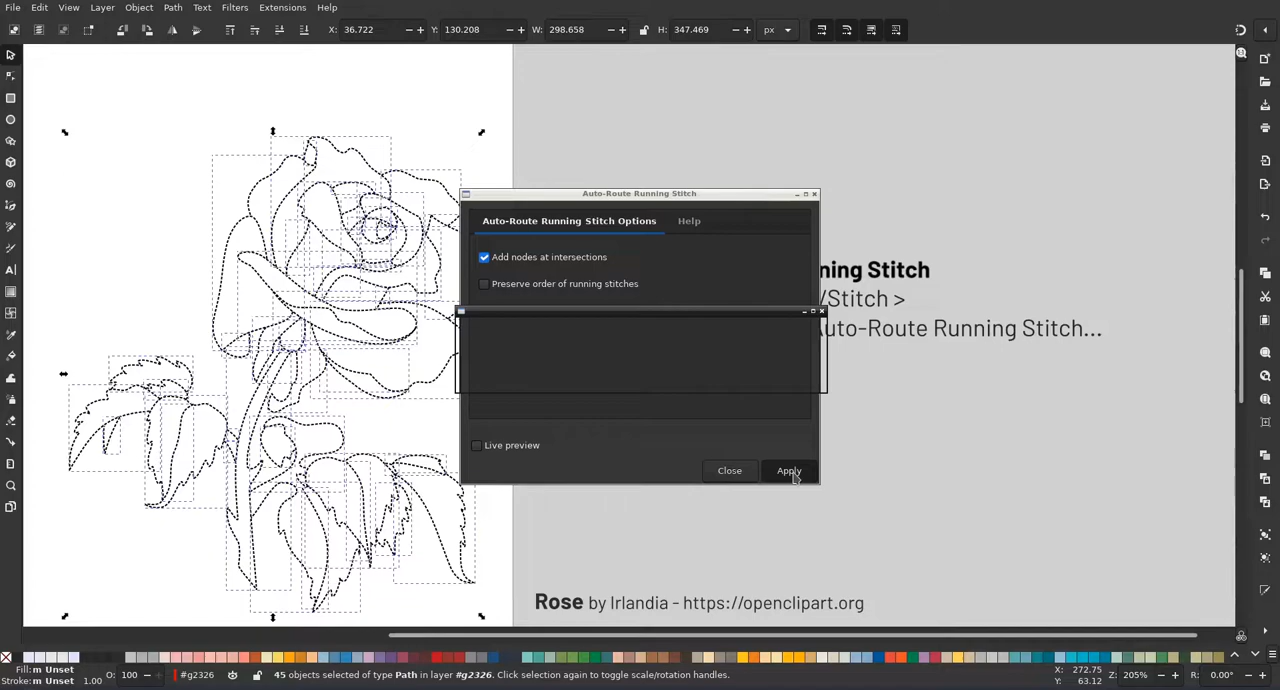 File Edit View Layer Object Path Text Filters Extensions Help
X: 36.722 Y: 130.208 W: 298.658 H: 347.469 px
Auto-Route Running Stitch
Auto-Route Running Stitch Options Help
Add nodes at intersections
Preserve order of running stitches
ning Stitch
/Stitch >
Auto-Route Running Stitch...
Live preview
Close Apply
Rose by Irlandia - https://openclipart.org
Fill: m Unset
Stroke: m Unset 1.00
O: 100
#g2326
45 objects selected of type Path in layer #g2326. Click selection again to toggle scale/rotation handles.
X: 272.75
Y: 63.12
Z: 205%
R: 0.00°